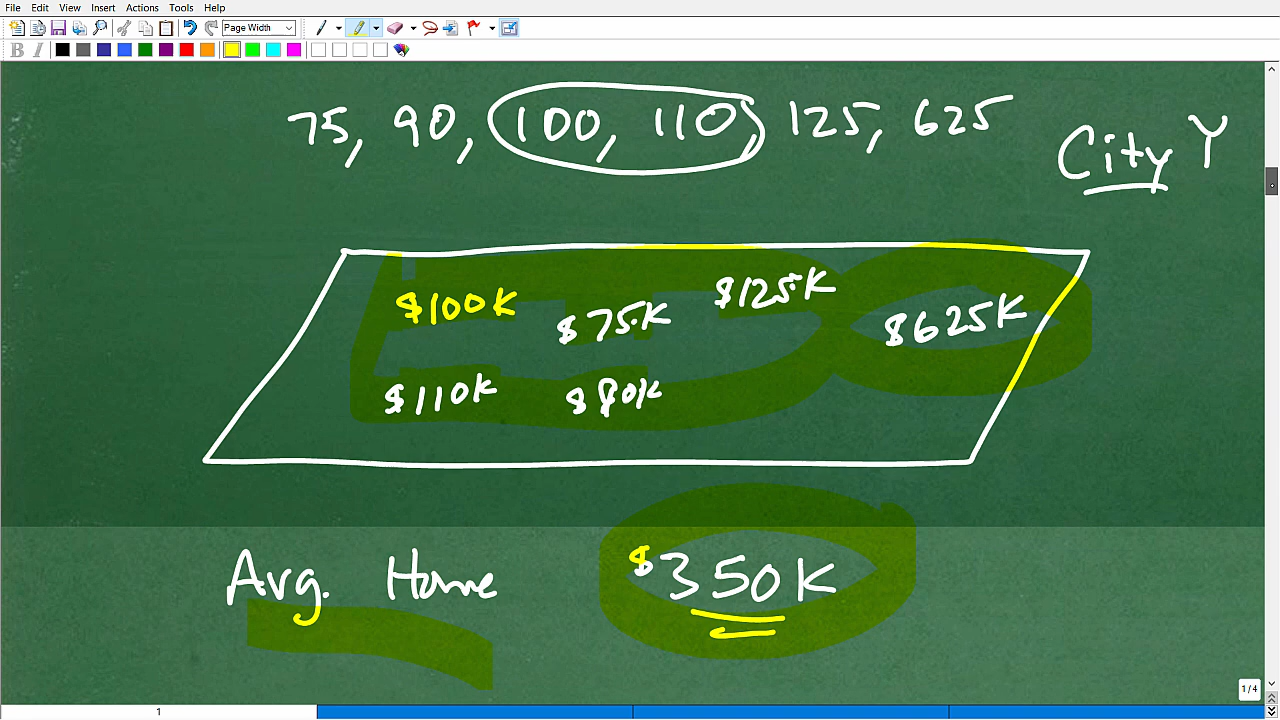 File Edit View Insert Actions Tools Help
Page Width
B I
75, 90, 100, 110, 125, 625
City Y
$100K $75K $125K $625K
$110K
Avg. Home $350K
1/4
1